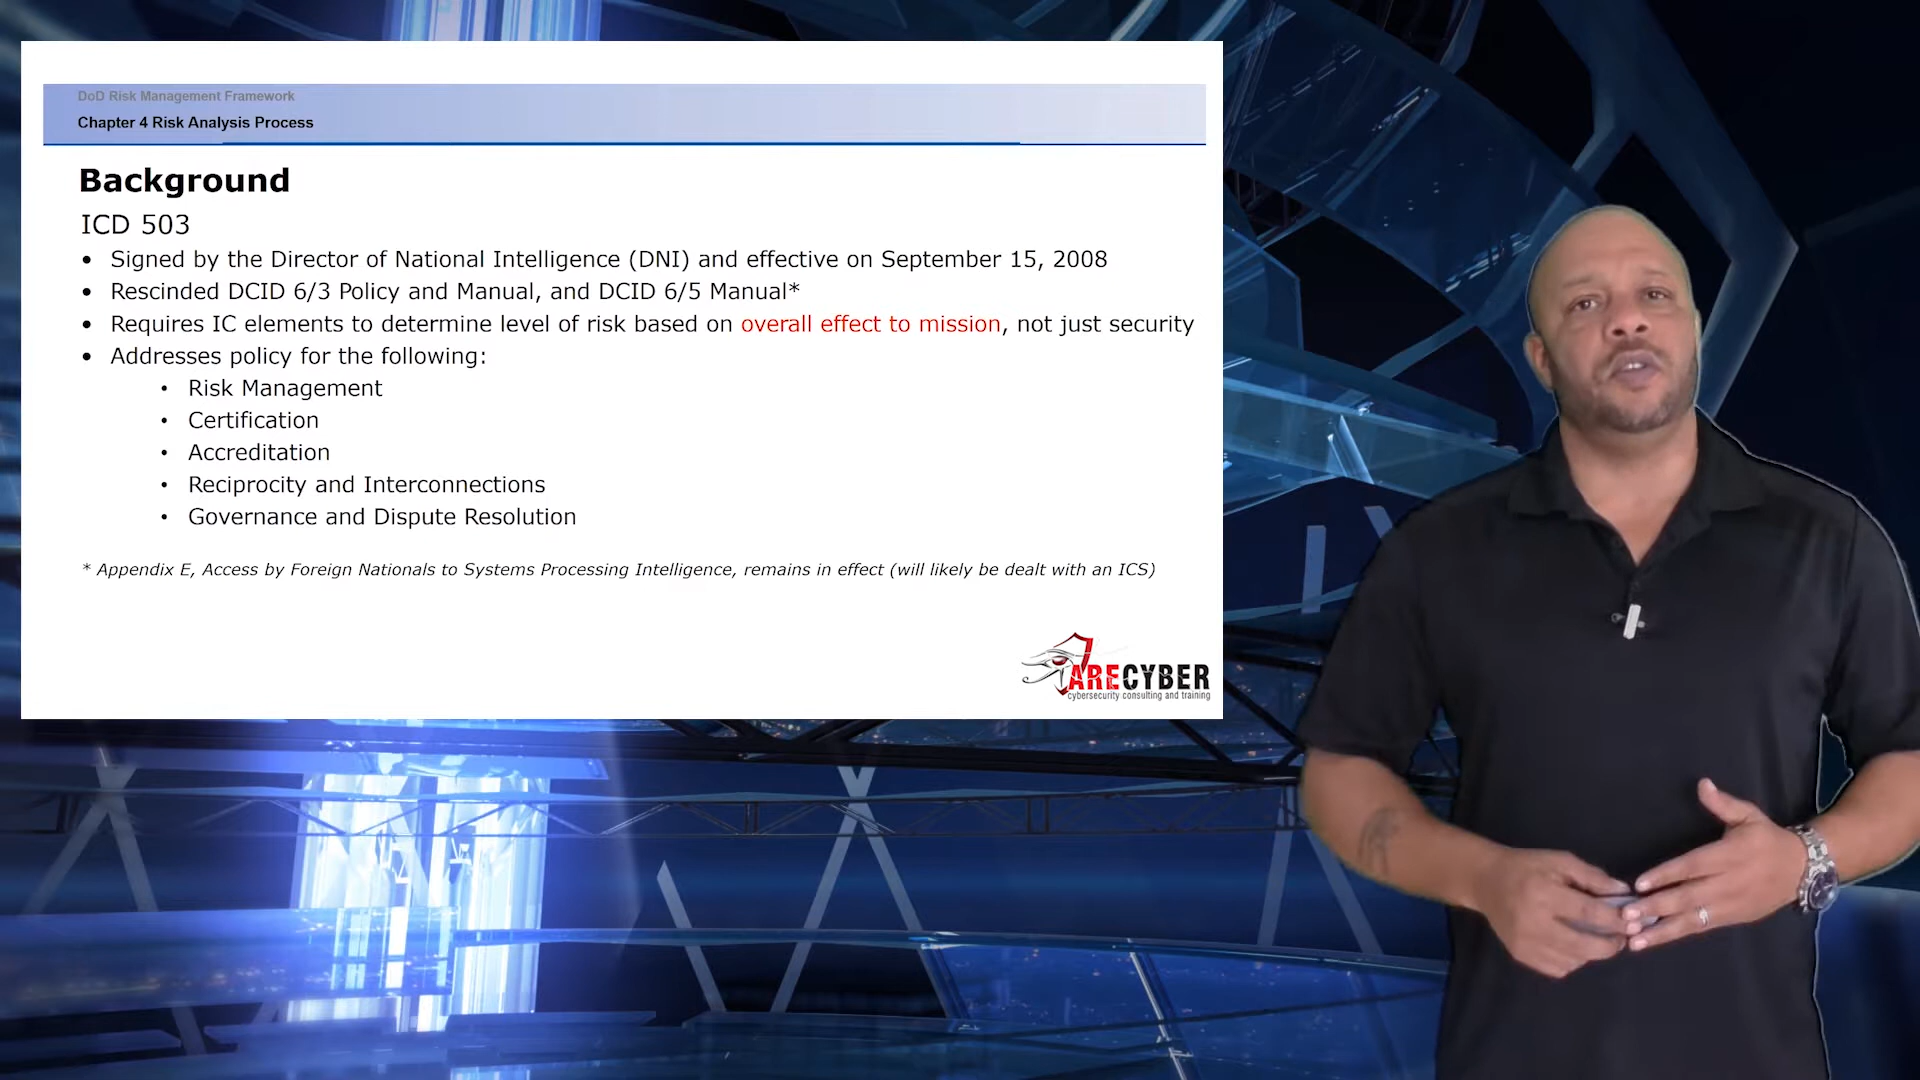 DoD Risk Management Framework
Chapter 4 Risk Analysis Process
Background
ICD 503
• Signed by the Director of National Intelligence (DNI) and effective on September 15, 2008
• Rescinded DCID 6/3 Policy and Manual, and DCID 6/5 Manual*
• Requires IC elements to determine level of risk based on overall effect to mission, not just security
• Addresses policy for the following:
• Risk Management
• Certification
• Accreditation
• Reciprocity and Interconnections
• Governance and Dispute Resolution
* Appendix E, Access by Foreign Nationals to Systems Processing Intelligence, remains in effect (will likely be dealt with an ICS)
ARECYBER
cybersecurity consulting and training